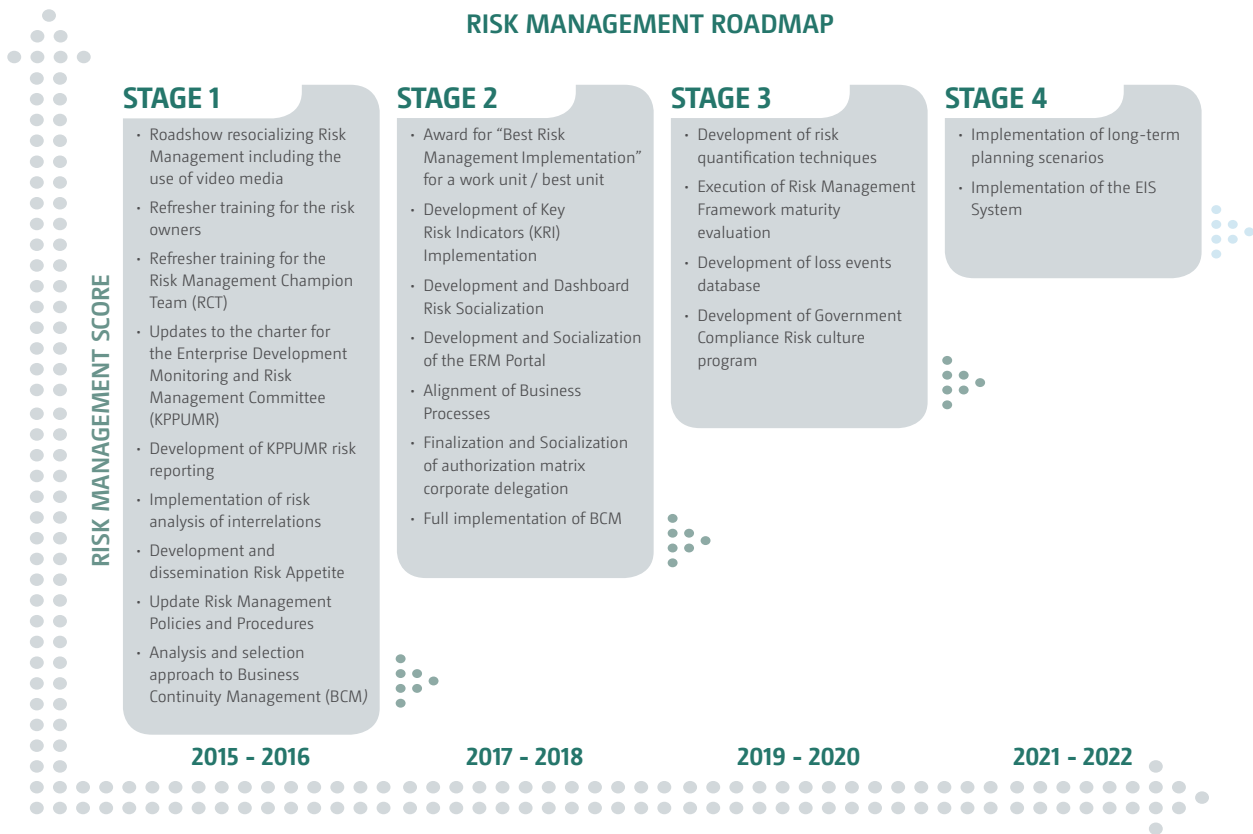 RISK MANAGEMENT ROADMAP
RISK MANAGEMENT SCORE
STAGE 1
· Roadshow resocializing Risk
Management including the
use of video media
· Refresher training for the risk
owners
· Refresher training for the
Risk Management Champion
Team (RCT)
· Updates to the charter for
the Enterprise Development
Monitoring and Risk
Management Committee
(KPPUMR)
· Development of KPPUMR risk
reporting
· Implementation of risk
analysis of interrelations
· Development and
dissemination Risk Appetite
· Update Risk Management
Policies and Procedures
· Analysis and selection
approach to Business
Continuity Management (BCM)
2015 - 2016
STAGE 2
· Award for “Best Risk
Management Implementation”
for a work unit / best unit
· Development of Key
Risk Indicators (KRI)
Implementation
· Development and Dashboard
Risk Socialization
· Development and Socialization
of the ERM Portal
· Alignment of Business
Processes
· Finalization and Socialization
of authorization matrix
corporate delegation
· Full implementation of BCM
2017 - 2018
STAGE 3
· Development of risk
quantification techniques
· Execution of Risk Management
Framework maturity
evaluation
· Development of loss events
database
· Development of Government
Compliance Risk culture
program
2019 - 2020
STAGE 4
· Implementation of long-term
planning scenarios
· Implementation of the EIS
System
2021 - 2022